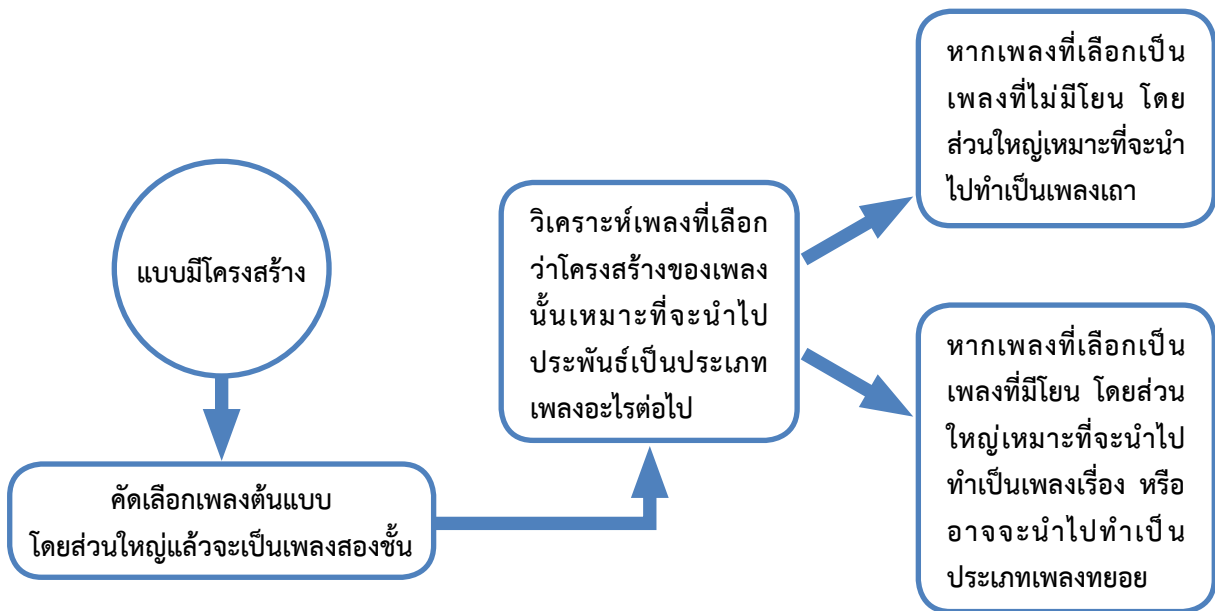 แบบมีโครงสร้าง
คัดเลือกเพลงต้นแบบ
โดยส่วนใหญ่แล้วจะเป็นเพลงสองชั้น
วิเคราะห์เพลงที่เลือก
ว่าโครงสร้างของเพลง
นั้นเหมาะที่จะนำไป
ประพันธ์เป็นประเภท
เพลงอะไรต่อไป
หากเพลงที่เลือกเป็น
เพลงที่ไม่มีโยน โดย
ส่วนใหญ่เหมาะที่จะนำ
ไปทำเป็นเพลงเถา
หากเพลงที่เลือกเป็น
เพลงที่มีโยน โดยส่วน
ใหญ่เหมาะที่จะนำไป
ทำเป็นเพลงเรื่อง หรือ
อาจจะนำไปทำเป็น
ประเภทเพลงทยอย